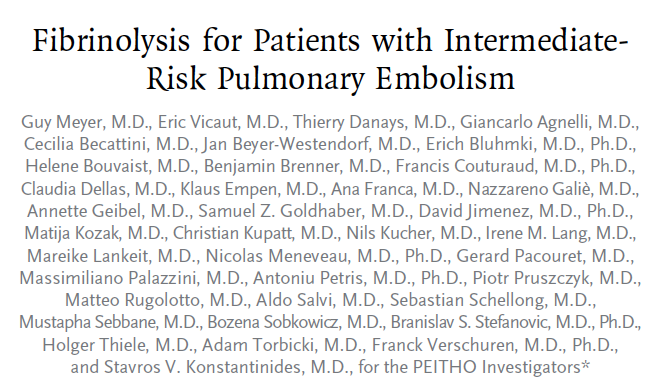 Fibrinolysis for Patients with Intermediate-
Risk Pulmonary Embolism
Guy Meyer, M.D., Eric Vicaut, M.D., Thierry Danays, M.D., Giancarlo Agnelli, M.D.,
Cecilia Becattini, M.D., Jan Beyer-Westendorf, M.D., Erich Bluhmki, M.D., Ph.D.,
Helene Bouvaist, M.D., Benjamin Brenner, M.D., Francis Couturaud, M.D., Ph.D.,
Claudia Dellas, M.D., Klaus Empen, M.D., Ana Franca, M.D., Nazzareno Galiè, M.D.,
Annette Geibel, M.D., Samuel Z. Goldhaber, M.D., David Jimenez, M.D., Ph.D.,
Matija Kozak, M.D., Christian Kupatt, M.D., Nils Kucher, M.D., Irene M. Lang, M.D.,
Mareike Lankeit, M.D., Nicolas Meneveau, M.D., Ph.D., Gerard Pacouret, M.D.,
Massimiliano Palazzini, M.D., Antoniu Petris, M.D., Ph.D., Piotr Pruszczyk, M.D.,
Matteo Rugolotto, M.D., Aldo Salvi, M.D., Sebastian Schellong, M.D.,
Mustapha Sebbane, M.D., Bozena Sobkowicz, M.D., Branislav S. Stefanovic, M.D., Ph.D.,
Holger Thiele, M.D., Adam Torbicki, M.D., Franck Verschuren, M.D., Ph.D.,
and Stavros V. Konstantinides, M.D., for the PEITHO Investigators*